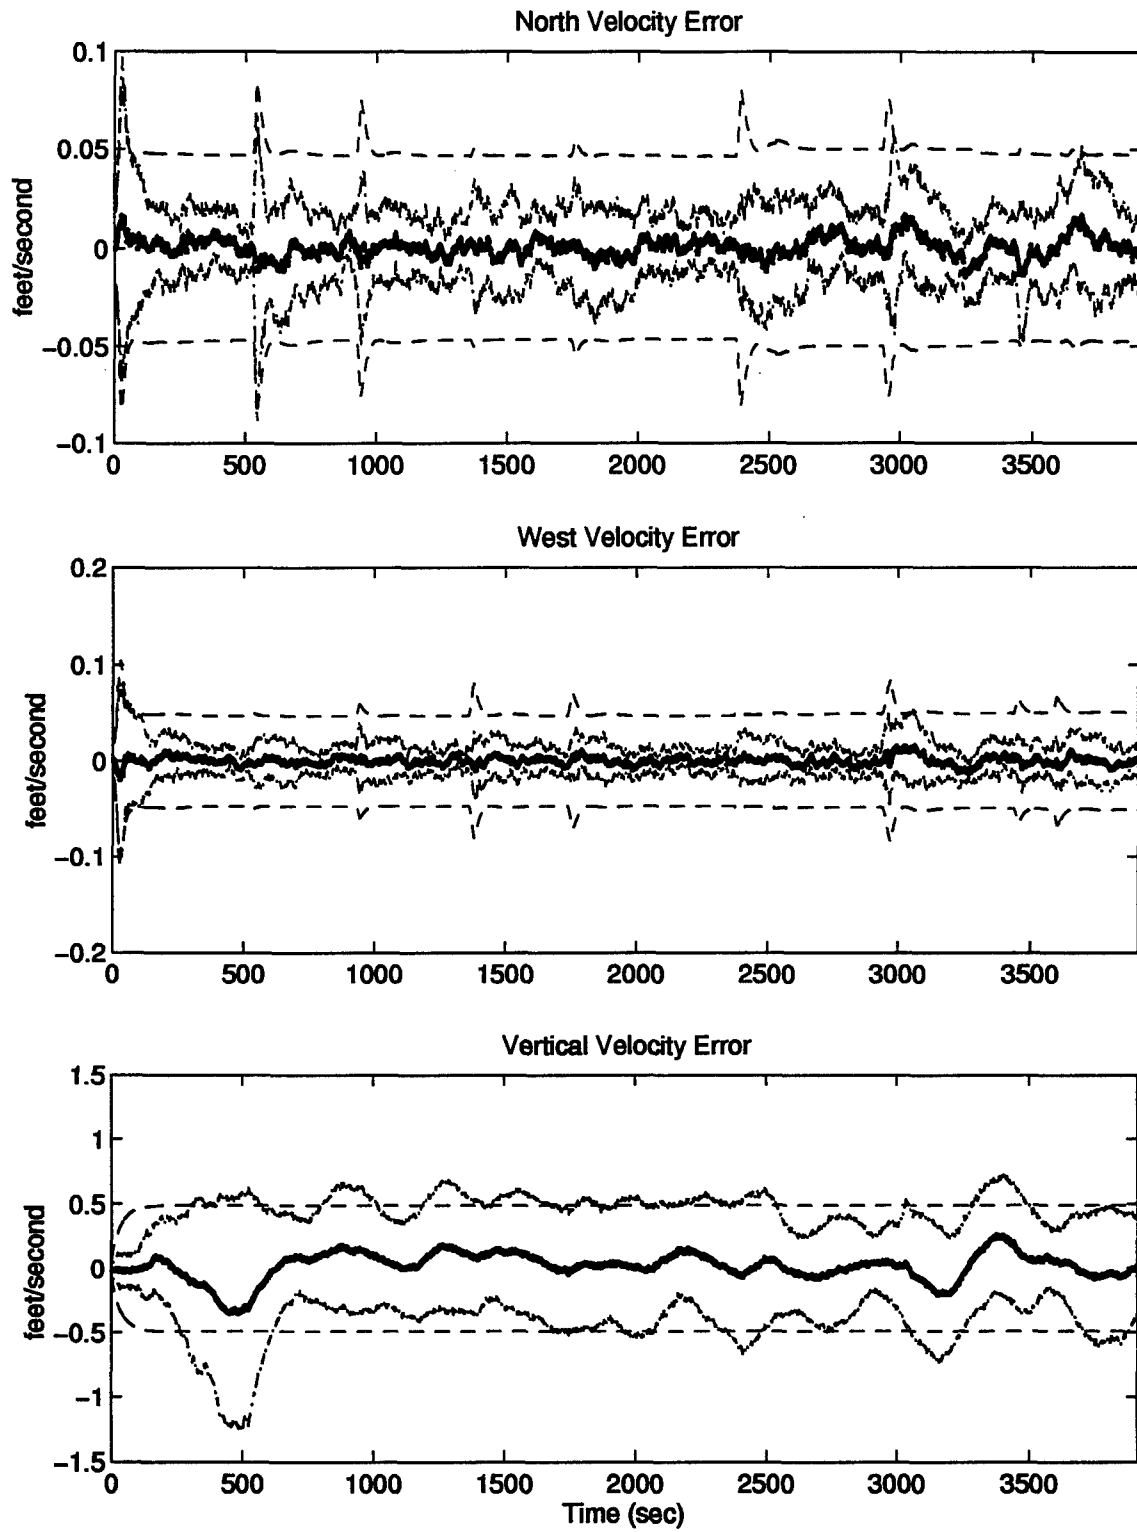 North Velocity Error
0.1
0.05
0
−0.05
−0.1
feet/second
0 500 1000 1500 2000 2500 3000 3500
West Velocity Error
0.2
0.1
0
−0.1
−0.2
feet/second
0 500 1000 1500 2000 2500 3000 3500
Vertical Velocity Error
1.5
1
0.5
0
−0.5
−1
−1.5
feet/second
0 500 1000 1500 2000 2500 3000 3500
Time (sec)